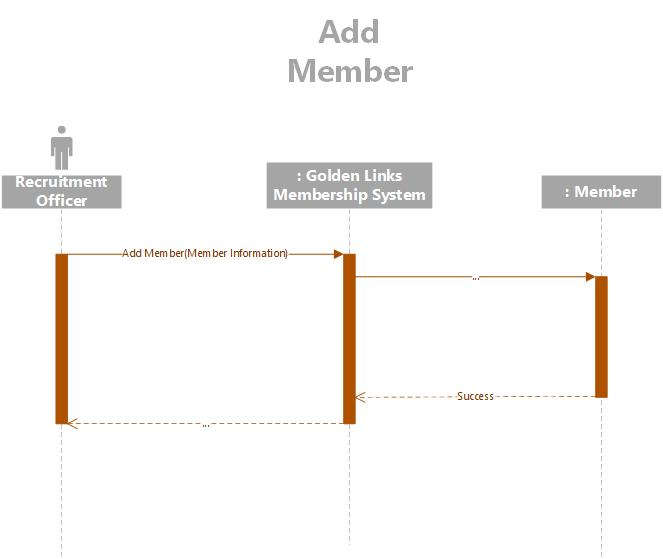 Add
Member
Recruitment
Officer
: Golden Links
Membership System
: Member
Add Member(Member Information)
...
Success
...